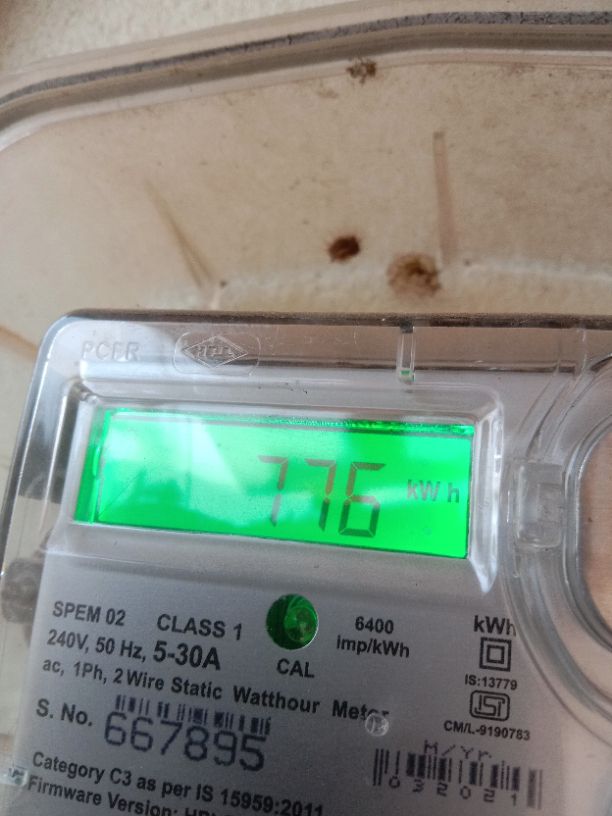 PCPR HPL
776 kWh
SPEM 02 CLASS 1 6400 kWh
240V, 50 Hz, 5-30A imp/kWh
CAL
ac, 1Ph, 2 Wire Static Watthour Meter IS:13779
S. No. 667895
CM/L-9190783
M/Yr.
032021
Category C3 as per IS 15959:2011
Firmware Version: